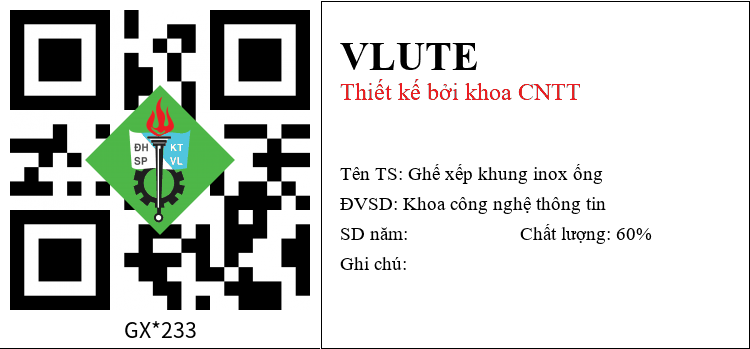 ĐH KT
SP VL
GX*233
VLUTE
Thiết kế bởi khoa CNTT
Tên TS: Ghế xếp khung inox ống
ĐVSD: Khoa công nghệ thông tin
SD năm: Chất lượng: 60%
Ghi chú: